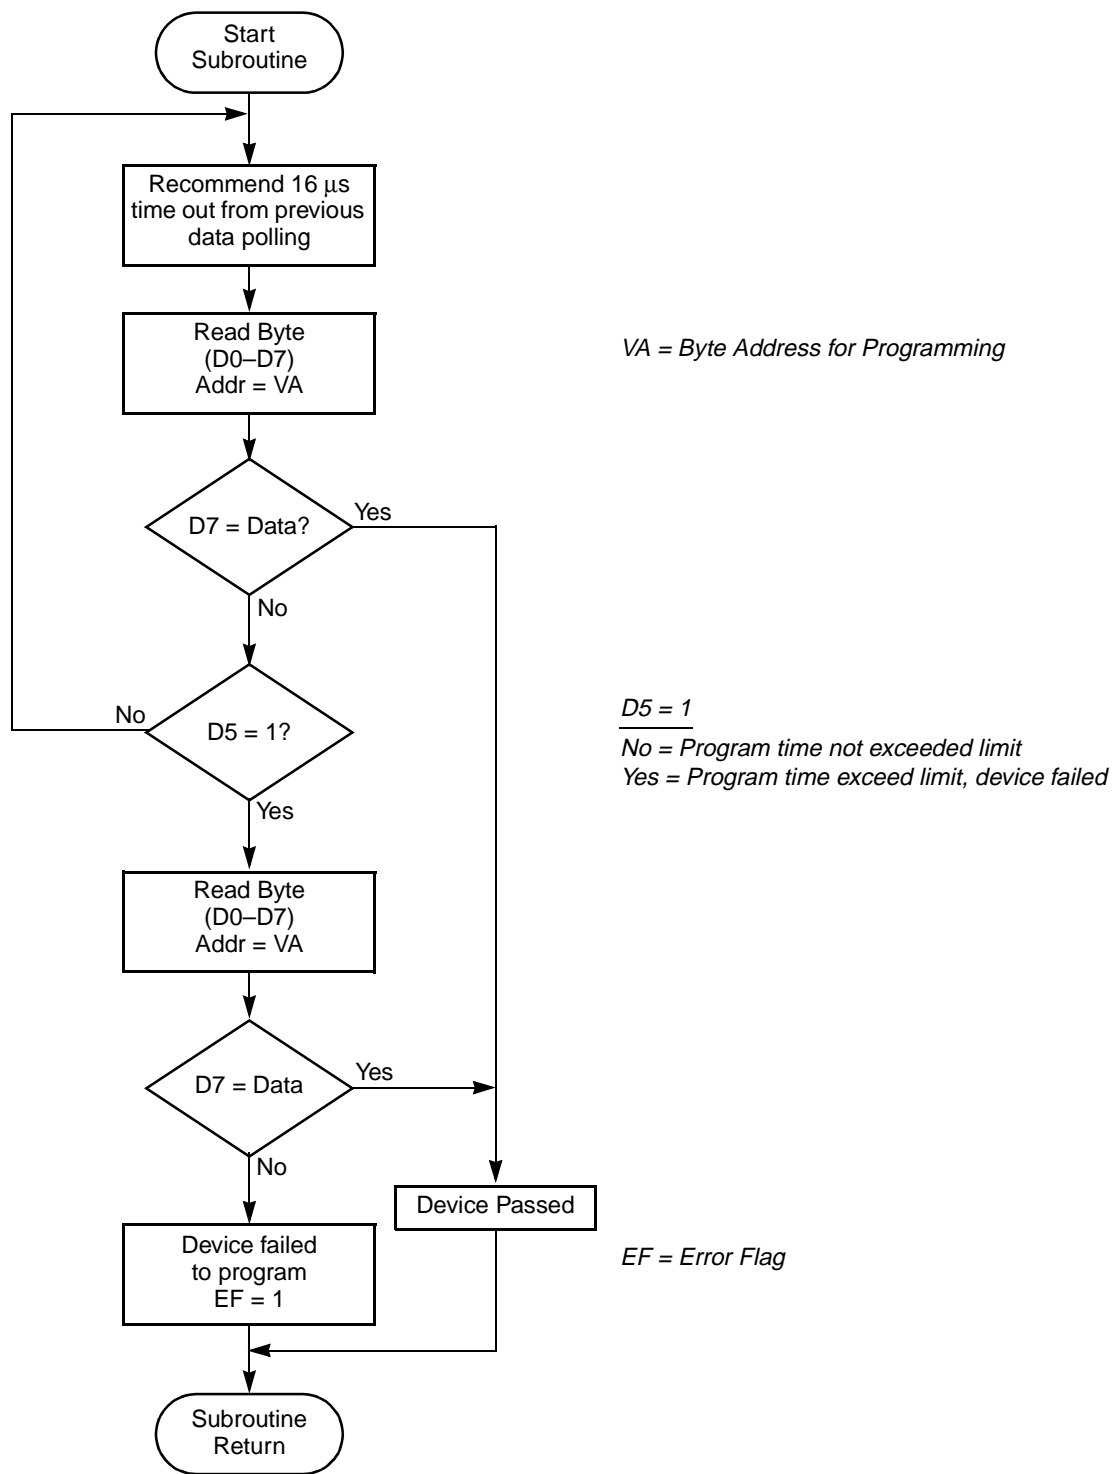 Start
Subroutine
Recommend 16 μs
time out from previous
data polling
Read Byte
(D0–D7)
Addr = VA
VA = Byte Address for Programming
D7 = Data?
Yes
No
D5 = 1?
No
Yes
D5 = 1
No = Program time not exceeded limit
Yes = Program time exceed limit, device failed
Read Byte
(D0–D7)
Addr = VA
D7 = Data
Yes
No
Device Passed
Device failed
to program
EF = 1
EF = Error Flag
Subroutine
Return